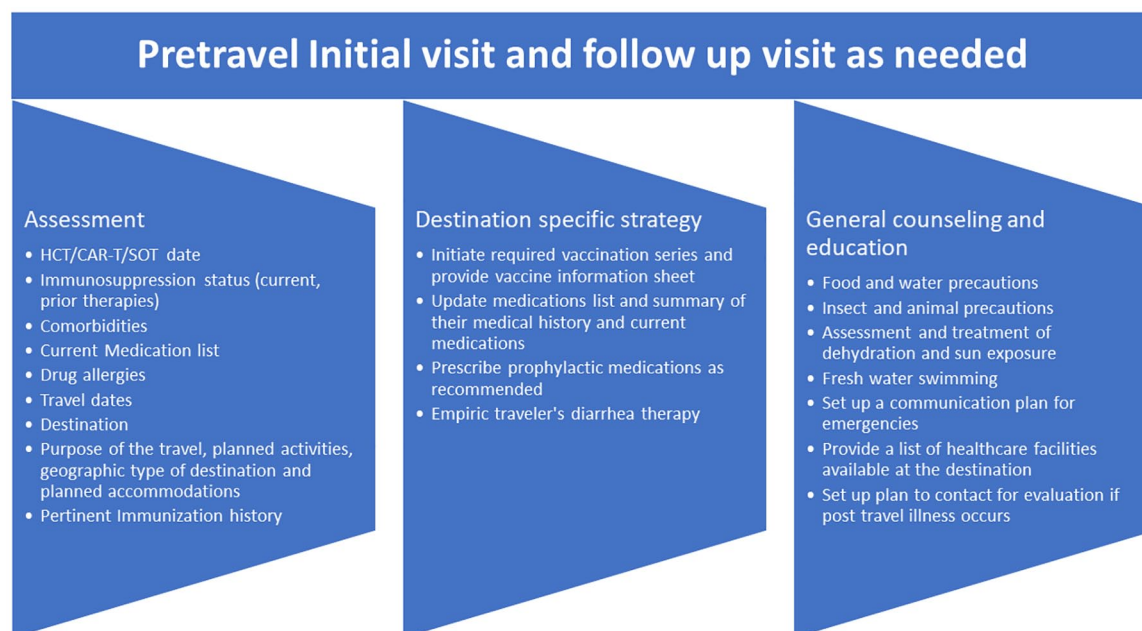 Pretravel Initial visit and follow up visit as needed
Assessment
• HCT/CAR-T/SOT date
• Immunosuppression status (current,
prior therapies)
• Comorbidities
• Current Medication list
• Drug allergies
• Travel dates
• Destination
• Purpose of the travel, planned activities,
geographic type of destination and
planned accommodations
• Pertinent Immunization history
Destination specific strategy
• Initiate required vaccination series and
provide vaccine information sheet
• Update medications list and summary of
their medical history and current
medications
• Prescribe prophylactic medications as
recommended
• Empiric traveler's diarrhea therapy
General counseling and
education
• Food and water precautions
• Insect and animal precautions
• Assessment and treatment of
dehydration and sun exposure
• Fresh water swimming
• Set up a communication plan for
emergencies
• Provide a list of healthcare facilities
available at the destination
• Set up plan to contact for evaluation if
post travel illness occurs